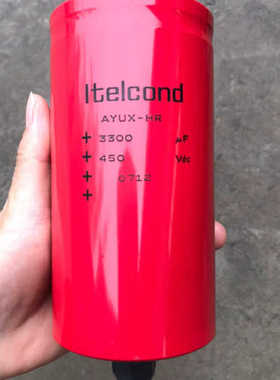 Itelcond
AYUX-HR
+ 3300 µF
+ 450 Vdc
+ 0712
+